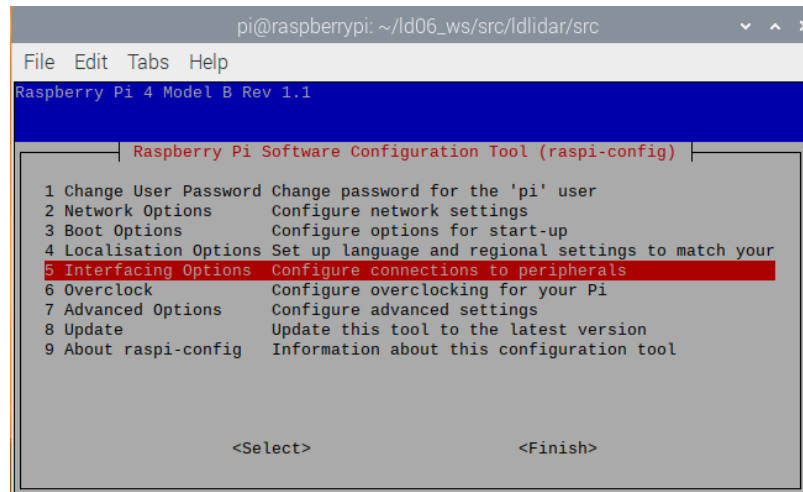 pi@raspberrypi: ~/ld06_ws/src/ldlidar/src
File Edit Tabs Help
Raspberry Pi 4 Model B Rev 1.1
Raspberry Pi Software Configuration Tool (raspi-config)
1 Change User Password Change password for the 'pi' user
2 Network Options Configure network settings
3 Boot Options Configure options for start-up
4 Localisation Options Set up language and regional settings to match your
5 Interfacing Options Configure connections to peripherals
6 Overclock Configure overclocking for your Pi
7 Advanced Options Configure advanced settings
8 Update Update this tool to the latest version
9 About raspi-config Information about this configuration tool
<Select> <Finish>